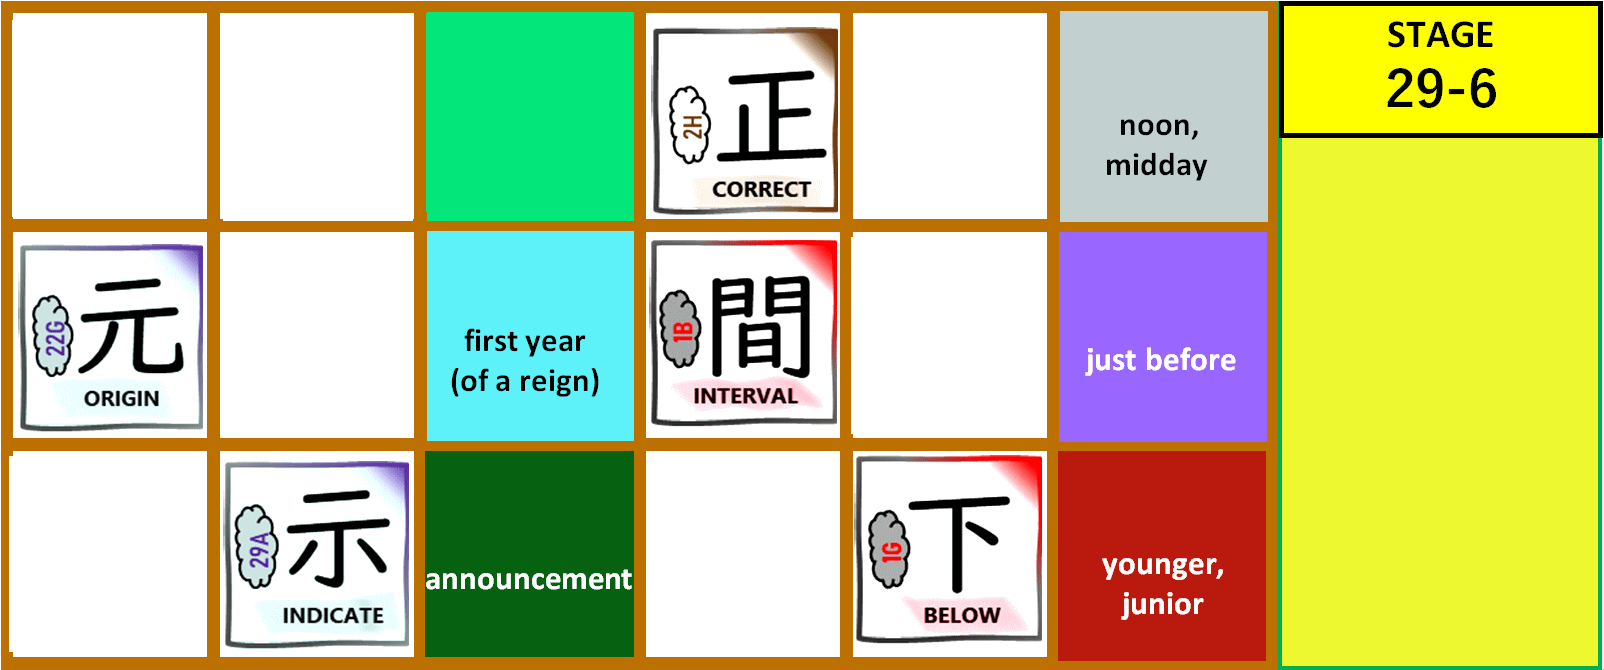 2H
正
CORRECT
noon,
midday
STAGE
29-6
22G
元
ORIGIN
first year
(of a reign)
1B
間
INTERVAL
just before
29A
示
INDICATE
announcement
1G
下
BELOW
younger,
junior